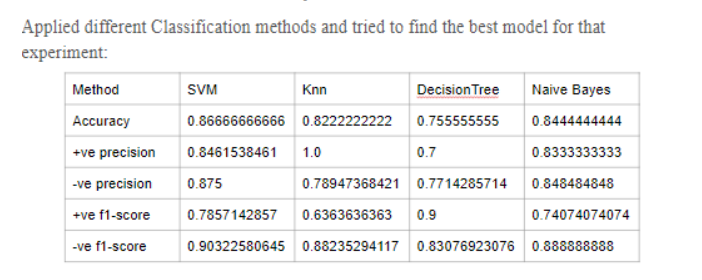 Applied different Classification methods and tried to find the best model for that
experiment:
Method SVM Knn DecisionTree Naive Bayes
Accuracy 0.86666666666 0.8222222222 0.755555555 0.8444444444
+ve precision 0.8461538461 1.0 0.7 0.8333333333
-ve precision 0.875 0.78947368421 0.7714285714 0.848484848
+ve f1-score 0.7857142857 0.6363636363 0.9 0.74074074074
-ve f1-score 0.90322580645 0.88235294117 0.83076923076 0.888888888